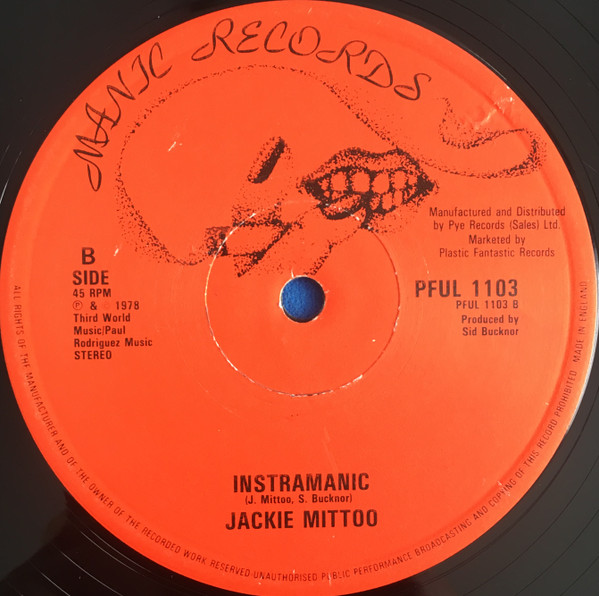 MANIC RECORDS
Manufactured and Distributed
by Pye Records (Sales) Ltd.
Marketed by
Plastic Fantastic Records
B
SIDE
45 RPM
Ⓟ & 1978
Third World
Music/Paul
Rodriguez Music
STEREO
PFUL 1103
PFUL 1103 B
Produced by
Sid Bucknor
INSTRAMANIC
(J. Mittoo, S. Bucknor)
JACKIE MITTOO
ALL RIGHTS OF THE MANUFACTURER AND OF THE OWNER OF THE RECORDED WORK RESERVED·UNAUTHORISED PUBLIC PERFORMANCE BROADCASTING AND COPYING OF THIS RECORD PROHIBITED. MADE IN ENGLAND